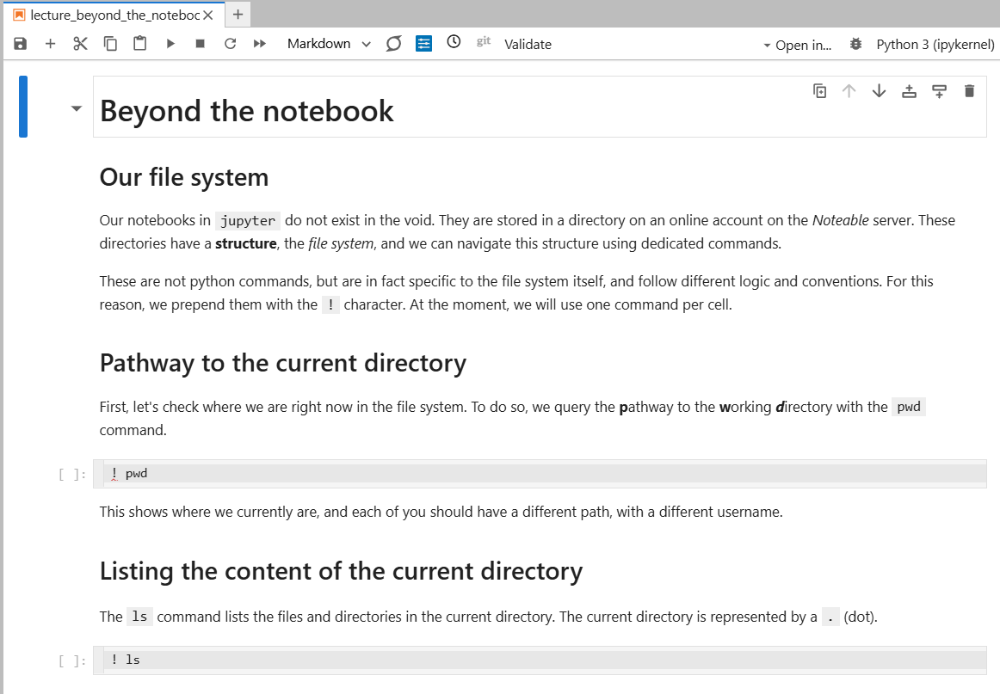 lecture_beyond_the_noteboc
Markdown
git
Validate
Open in...
Python 3 (ipykernel)
Beyond the notebook
Our file system
Our notebooks in jupyter do not exist in the void. They are stored in a directory on an online account on the Noteable server. These
directories have a structure, the file system, and we can navigate this structure using dedicated commands.
These are not python commands, but are in fact specific to the file system itself, and follow different logic and conventions. For this
reason, we prepend them with the ! character. At the moment, we will use one command per cell.
Pathway to the current directory
First, let's check where we are right now in the file system. To do so, we query the pathway to the working directory with the pwd
command.
[ ]: ! pwd
This shows where we currently are, and each of you should have a different path, with a different username.
Listing the content of the current directory
The ls command lists the files and directories in the current directory. The current directory is represented by a . (dot).
[ ]: ! ls